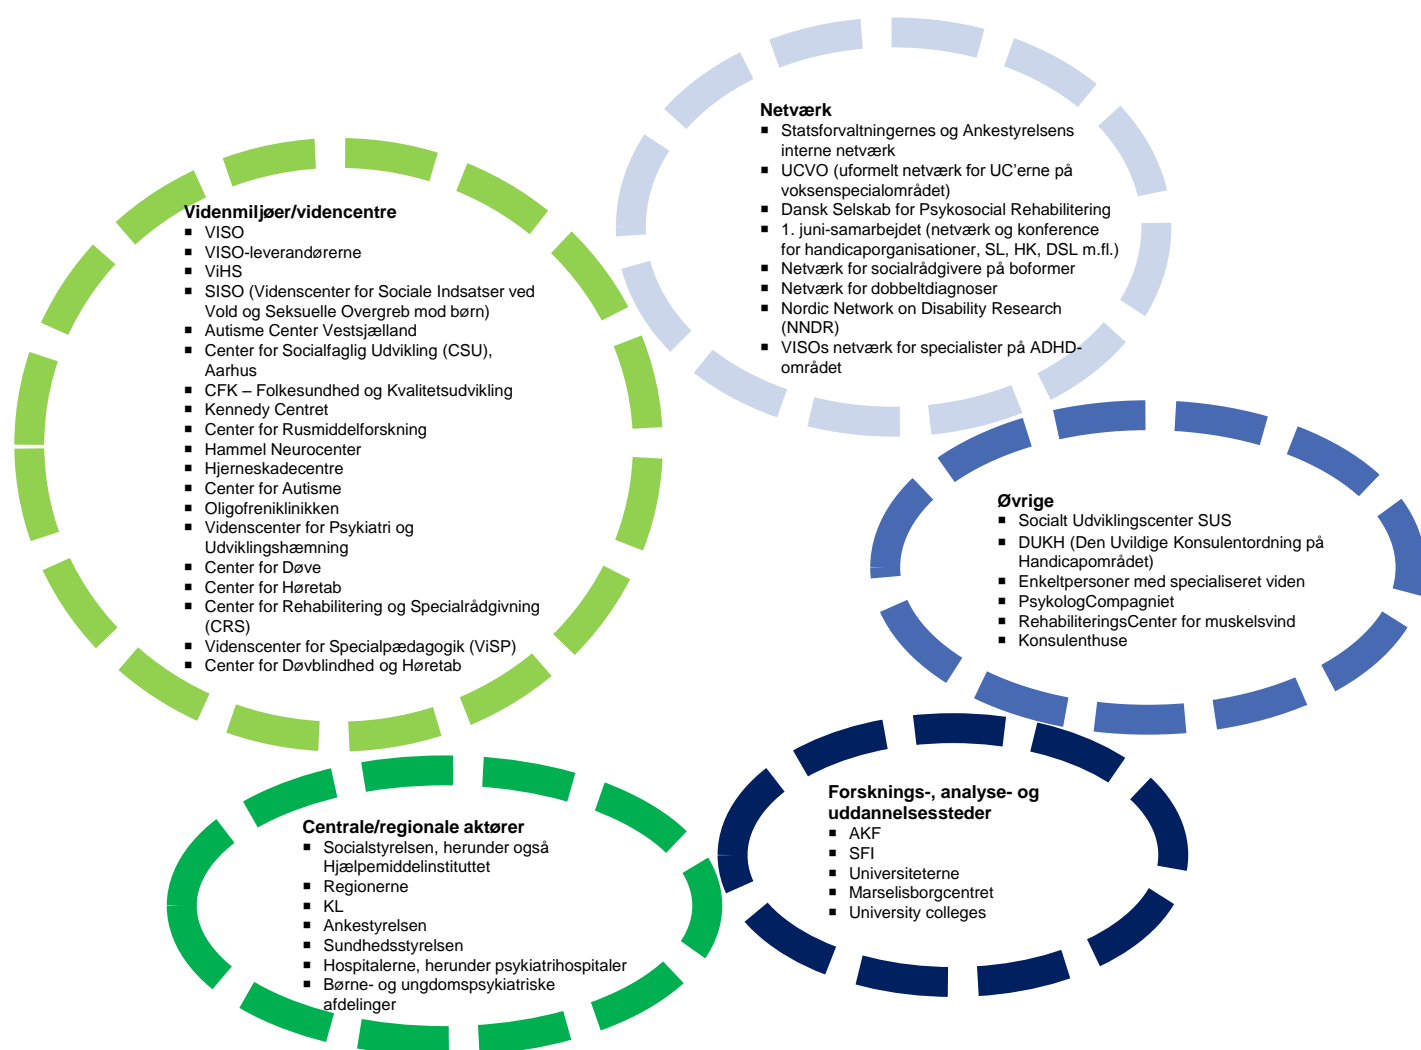 Netværk
▪ Statsforvaltningernes og Ankestyrelsens
interne netværk
▪ UCVO (uformelt netværk for UC’erne på
voksenspecialområdet)
▪ Dansk Selskab for Psykosocial Rehabilitering
▪ 1. juni-samarbejdet (netværk og konference
for handicaporganisationer, SL, HK, DSL m.fl.)
▪ Netværk for socialrådgivere på boformer
▪ Netværk for dobbeltdiagnoser
▪ Nordic Network on Disability Research
(NNDR)
▪ VISOs netværk for specialister på ADHD-
området
Videnmiljøer/videncentre
▪ VISO
▪ VISO-leverandørerne
▪ ViHS
▪ SISO (Videnscenter for Sociale Indsatser ved
Vold og Seksuelle Overgreb mod børn)
▪ Autisme Center Vestsjælland
▪ Center for Socialfaglig Udvikling (CSU),
Aarhus
▪ CFK – Folkesundhed og Kvalitetsudvikling
▪ Kennedy Centret
▪ Center for Rusmiddelforskning
▪ Hammel Neurocenter
▪ Hjerneskadecentre
▪ Center for Autisme
▪ Oligofreniklinikken
▪ Videnscenter for Psykiatri og
Udviklingshæmning
▪ Center for Døve
▪ Center for Høretab
▪ Center for Rehabilitering og Specialrådgivning
(CRS)
▪ Videnscenter for Specialpædagogik (ViSP)
▪ Center for Døvblindhed og Høretab
Øvrige
▪ Socialt Udviklingscenter SUS
▪ DUKH (Den Uvildige Konsulentordning på
Handicapområdet)
▪ Enkeltpersoner med specialiseret viden
▪ PsykologCompagniet
▪ RehabiliteringsCenter for muskelsvind
▪ Konsulenthuse
Forsknings-, analyse- og
uddannelsessteder
▪ AKF
▪ SFI
▪ Universiteterne
▪ Marselisborgcentret
▪ University colleges
Centrale/regionale aktører
▪ Socialstyrelsen, herunder også
Hjælpemiddelinstituttet
▪ Regionerne
▪ KL
▪ Ankestyrelsen
▪ Sundhedsstyrelsen
▪ Hospitalerne, herunder psykiatrihospitaler
▪ Børne- og ungdomspsykiatriske
afdelinger